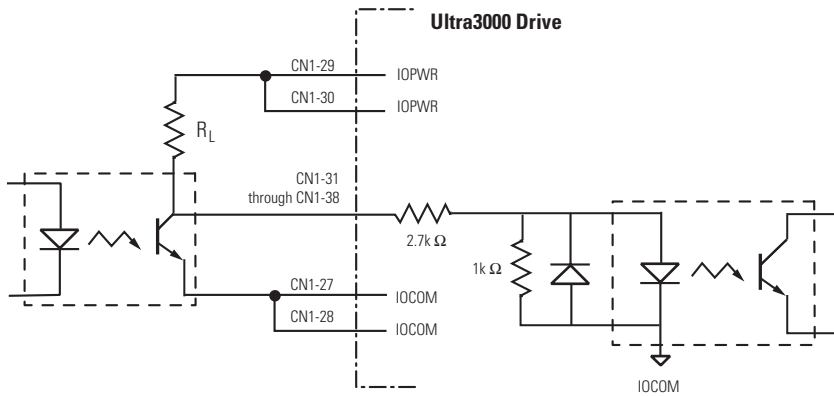 Ultra3000 Drive
CN1-29
IOPWR
CN1-30
IOPWR
RL
CN1-31
through CN1-38
2.7k Ω
1k Ω
CN1-27
IOCOM
CN1-28
IOCOM
IOCOM